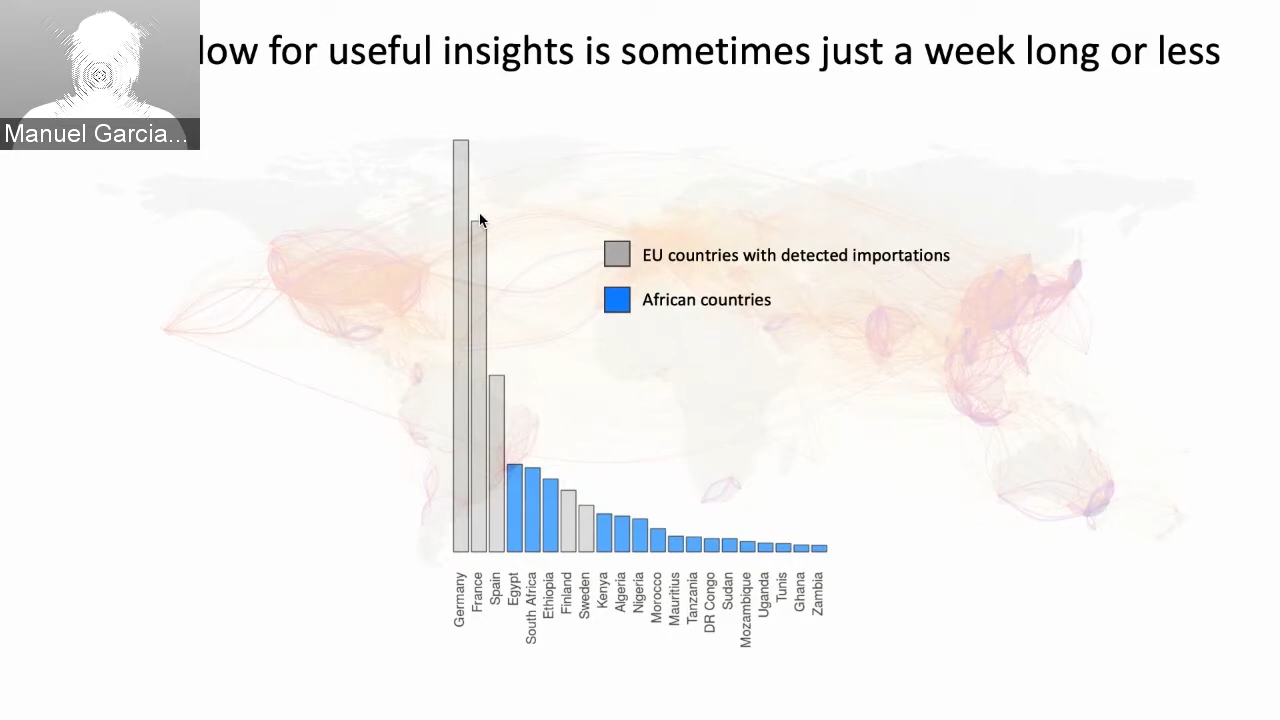 low for useful insights is sometimes just a week long or less
Manuel Garcia...
EU countries with detected importations
African countries
Germany
France
Spain
Egypt
South Africa
Ethiopia
Finland
Sweden
Kenya
Algeria
Nigeria
Morocco
Mauritius
Tanzania
DR Congo
Sudan
Mozambique
Uganda
Tunis
Ghana
Zambia